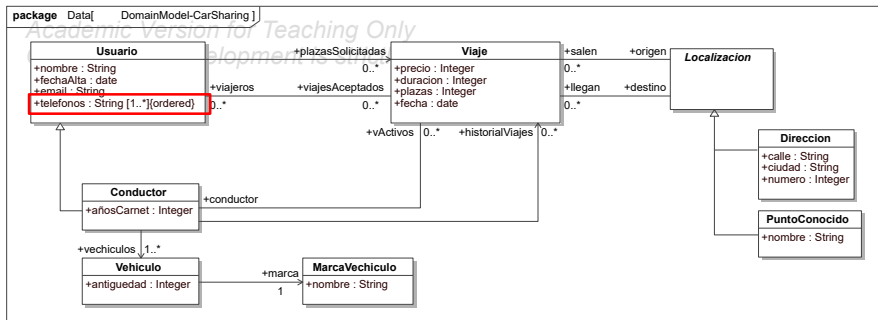 package Data[ DomainModel-CarSharing ]
Academic Version for Teaching Only
Usuario
+nombre : String
+fechaAlta : date
+email : String
+telefonos : String [1..*]{ordered}
+plazasSolicitadas
0..*
+viajeros
0..*
+viajesAceptados
0..*
Viaje
+precio : Integer
+duracion : Integer
+plazas : Integer
+fecha : date
+salen
0..*
+origen
+llegan
0..*
+destino
Localizacion
+vActivos
0..*
+historialViajes
0..*
Direccion
+calle : String
+ciudad : String
+numero : Integer
Conductor
+añosCarnet : Integer
+conductor
PuntoConocido
+nombre : String
+vechiculos
1..*
Vehiculo
+antiguedad : Integer
+marca
1
MarcaVechiculo
+nombre : String